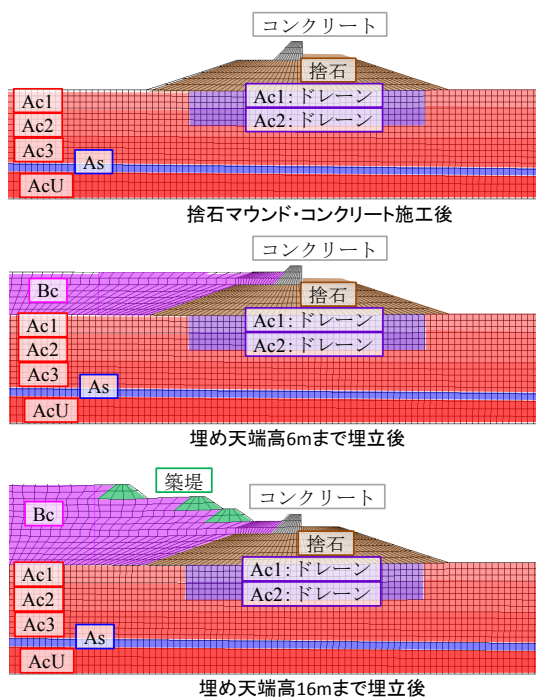 コンクリート
捨石
Ac1
Ac1:ドレーン
Ac2
Ac2:ドレーン
Ac3
As
AcU
捨石マウンド・コンクリート施工後
コンクリート
Bc
捨石
Ac1
Ac1:ドレーン
Ac2
Ac2:ドレーン
Ac3
As
AcU
埋め天端高6mまで埋立後
築堤
コンクリート
Bc
捨石
Ac1
Ac1:ドレーン
Ac2
Ac2:ドレーン
Ac3
As
AcU
埋め天端高16mまで埋立後